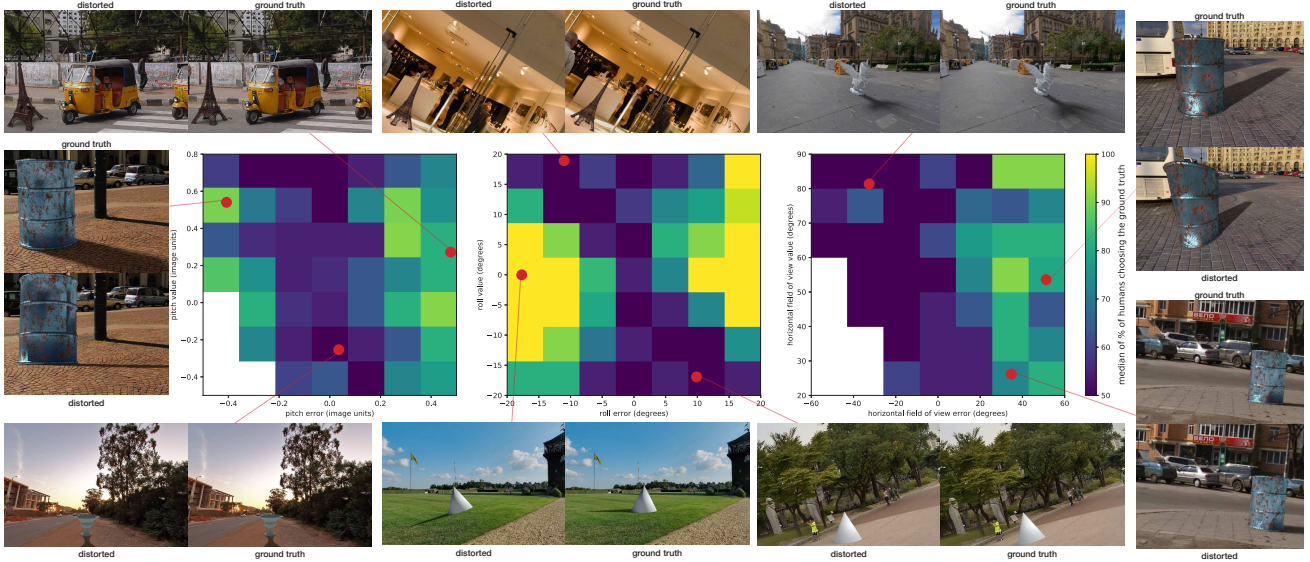 distorted
ground truth
distorted
ground truth
distorted
ground truth
ground truth
ground truth
distorted
pitch value (image units)
0.8
0.6
0.4
0.2
0.0
−0.2
−0.4
−0.4
−0.2
0.0
0.2
0.4
pitch error (image units)
roll value (degrees)
20
15
10
5
0
−5
−10
−15
−20
−20
−15
−10
−5
0
5
10
15
20
roll error (degrees)
horizontal field of view value (degrees)
90
80
70
60
50
40
30
20
−60
−40
−20
0
20
40
60
horizontal field of view error (degrees)
100
90
80
70
60
50
median of % of humans choosing the ground truth
distorted
ground truth
distorted
ground truth
distorted
ground truth
distorted
ground truth
distorted